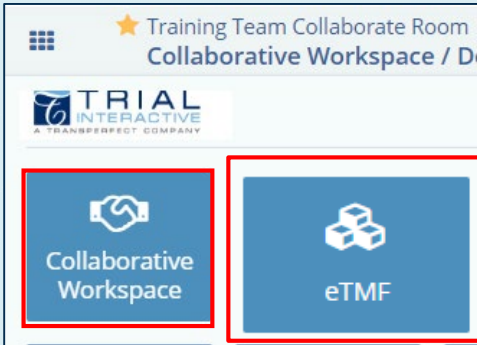 Training Team Collaborate Room
Collaborative Workspace / D
TRIAL
INTERACTIVE
A TRANSPERFECT COMPANY
Collaborative
Workspace
eTMF